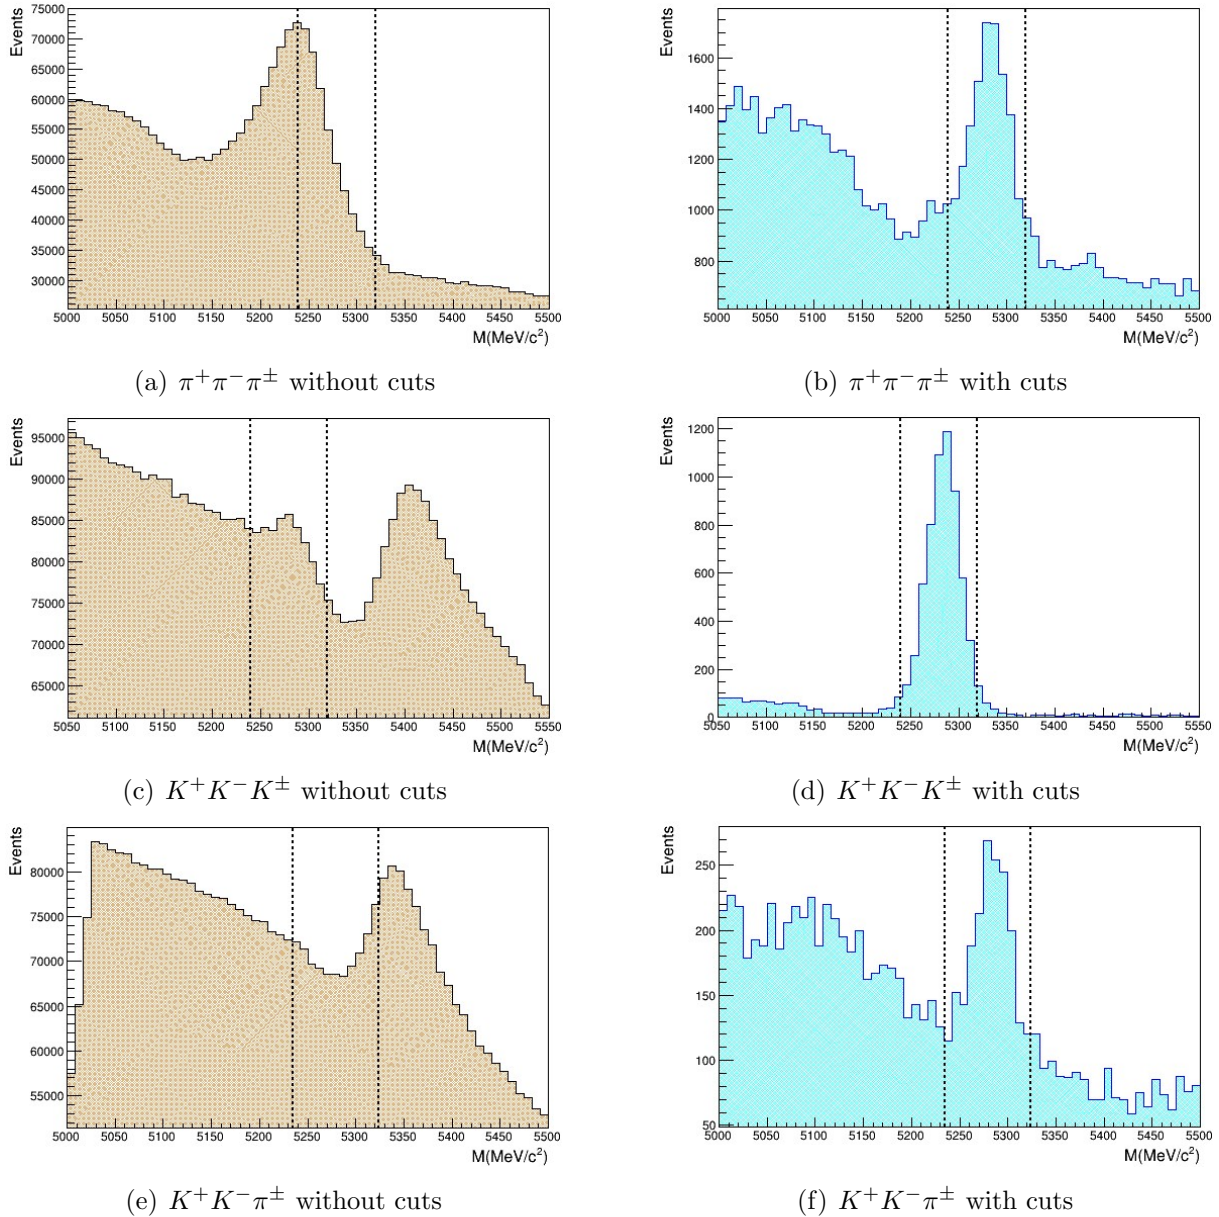 Events
75000
70000
65000
60000
55000
50000
45000
40000
35000
30000
5000 5050 5100 5150 5200 5250 5300 5350 5400 5450 5500
M(MeV/c²)
(a) π⁺π⁻π± without cuts
Events
1600
1400
1200
1000
800
5000 5050 5100 5150 5200 5250 5300 5350 5400 5450 5500
M(MeV/c²)
(b) π⁺π⁻π± with cuts
Events
95000
90000
85000
80000
75000
70000
65000
5050 5100 5150 5200 5250 5300 5350 5400 5450 5500 5550
M(MeV/c²)
(c) K⁺K⁻K± without cuts
Events
1200
1000
800
600
400
200
0
5050 5100 5150 5200 5250 5300 5350 5400 5450 5500 5550
M(MeV/c²)
(d) K⁺K⁻K± with cuts
Events
80000
75000
70000
65000
60000
55000
5000 5050 5100 5150 5200 5250 5300 5350 5400 5450 5500
M(MeV/c²)
(e) K⁺K⁻π± without cuts
Events
250
200
150
100
50
5000 5050 5100 5150 5200 5250 5300 5350 5400 5450 5500
M(MeV/c²)
(f) K⁺K⁻π± with cuts